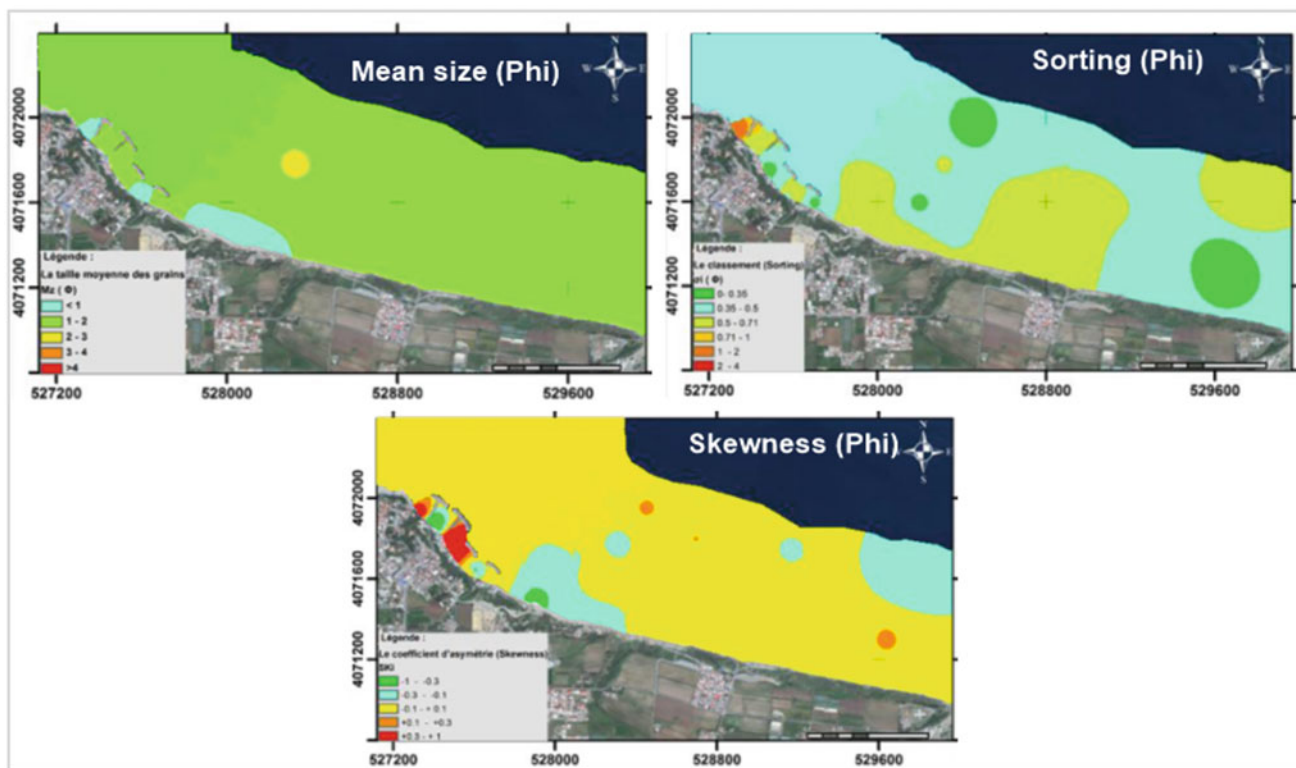 Mean size (Phi)
N
W E
S
4072000
4071600
4071200
Légende :
La taille moyenne des grains
Mz ( Φ)
< 1
1 - 2
2 - 3
3 - 4
>4
527200 528000 528800 529600
Sorting (Phi)
N
W E
S
4072000
4071600
4071200
Légende :
Le classement (Sorting)
σi ( Φ)
0- 0.35
0.35 - 0.5
0.5 - 0.71
0.71 - 1
1 - 2
2 - 4
527200 528000 528800 529600
Skewness (Phi)
N
E
S
4072000
4071600
4071200
Légende :
Le coefficient d'asymétrie (Skewness)
SKi
-1 - -0.3
-0.3 - -0.1
-0.1 - + 0.1
+0.1 - +0.3
+0.3 - + 1
527200 528000 528800 529600